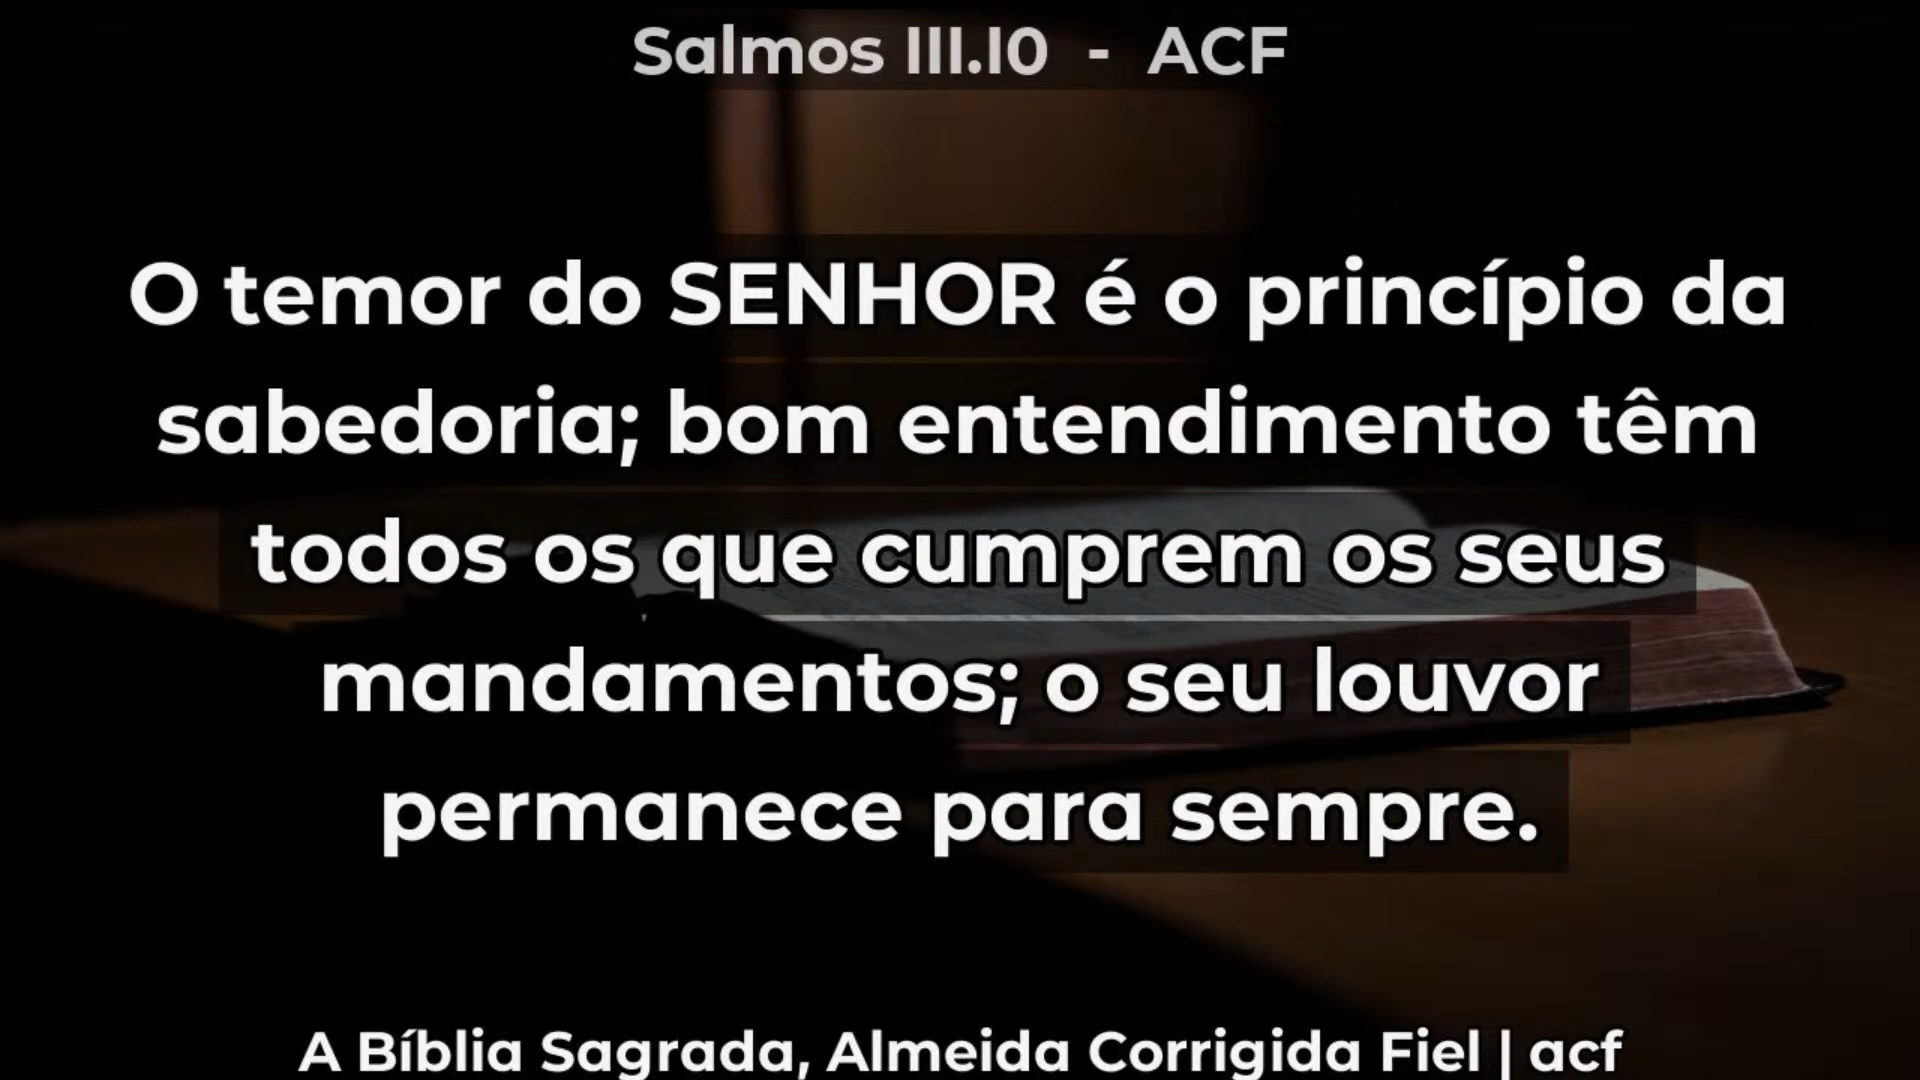 Salmos 111.10 - ACF
O temor do SENHOR é o princípio da
sabedoria; bom entendimento têm
todos os que cumprem os seus
mandamentos; o seu louvor
permanece para sempre.
A Bíblia Sagrada, Almeida Corrigida Fiel | acf